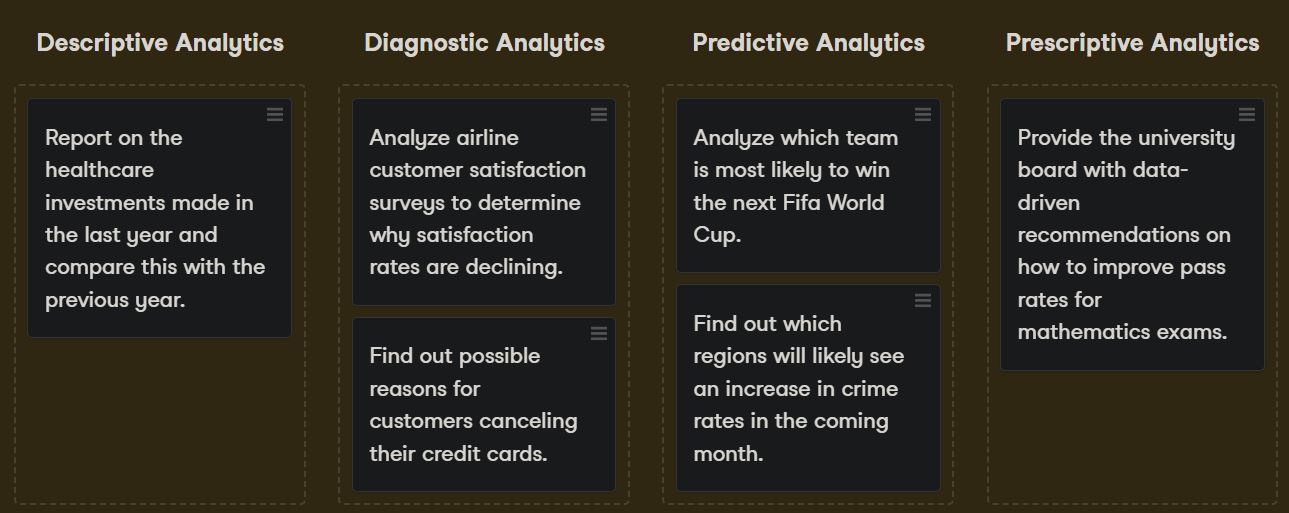 Descriptive Analytics
Diagnostic Analytics
Predictive Analytics
Prescriptive Analytics
Report on the
healthcare
investments made in
the last year and
compare this with the
previous year.
Analyze airline
customer satisfaction
surveys to determine
why satisfaction
rates are declining.
Find out possible
reasons for
customers canceling
their credit cards.
Analyze which team
is most likely to win
the next Fifa World
Cup.
Find out which
regions will likely see
an increase in crime
rates in the coming
month.
Provide the university
board with data-
driven
recommendations on
how to improve pass
rates for
mathematics exams.